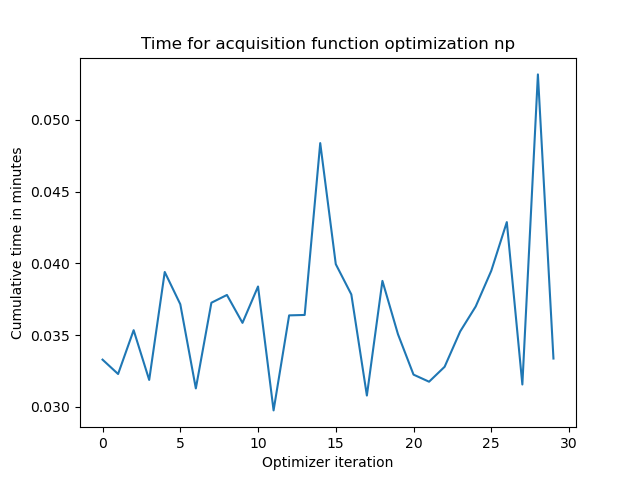 Time for acquisition function optimization np
Cumulative time in minutes
0.050
0.045
0.040
0.035
0.030
0 5 10 15 20 25 30
Optimizer iteration